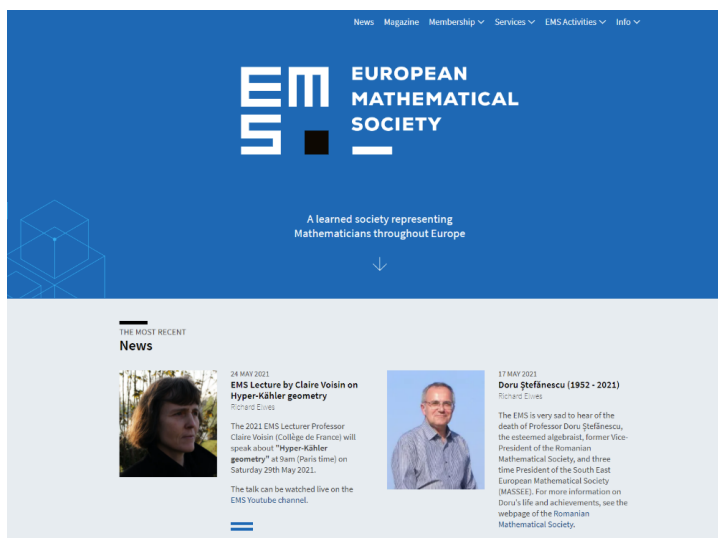 News Magazine Membership Services EMS Activities Info
EMS
EUROPEAN
MATHEMATICAL
SOCIETY
A learned society representing
Mathematicians throughout Europe
THE MOST RECENT
News
24 MAY 2021
EMS Lecture by Claire Voisin on
Hyper-Kähler geometry
Richard Elwes
The 2021 EMS Lecturer Professor
Claire Voisin (Collège de France) will
speak about "Hyper-Kähler
geometry" at 9am (Paris time) on
Saturday 29th May 2021.
The talk can be watched live on the
EMS Youtube channel.
17 MAY 2021
Doru Ștefănescu (1952 - 2021)
Richard Elwes
The EMS is very sad to hear of the
death of Professor Doru Ștefănescu,
the esteemed algebraist, former Vice-
President of the Romanian
Mathematical Society, and three
time President of the South East
European Mathematical Society
(MASSEE). For more information on
Doru's life and achievements, see the
webpage of the Romanian
Mathematical Society.